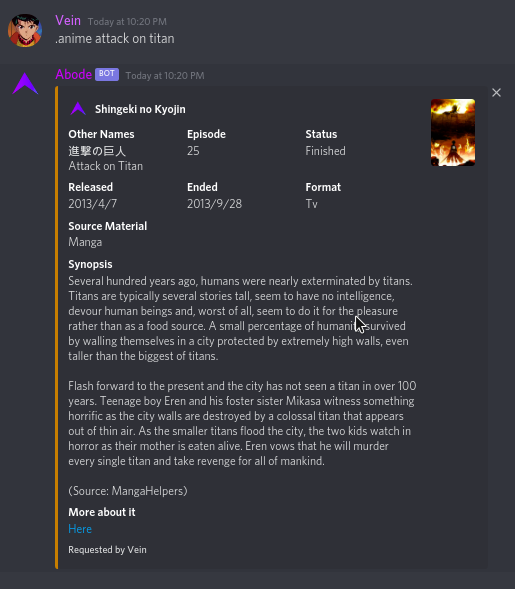 Vein Today at 10:20 PM
.anime attack on titan
Abode BOT Today at 10:20 PM
Shingeki no Kyojin
Other Names Episode Status
進撃の巨人 25 Finished
Attack on Titan
Released Ended Format
2013/4/7 2013/9/28 Tv
Source Material
Manga
Synopsis
Several hundred years ago, humans were nearly exterminated by titans.
Titans are typically several stories tall, seem to have no intelligence,
devour human beings and, worst of all, seem to do it for the pleasure
rather than as a food source. A small percentage of humanity survived
by walling themselves in a city protected by extremely high walls, even
taller than the biggest of titans.
Flash forward to the present and the city has not seen a titan in over 100
years. Teenage boy Eren and his foster sister Mikasa witness something
horrific as the city walls are destroyed by a colossal titan that appears
out of thin air. As the smaller titans flood the city, the two kids watch in
horror as their mother is eaten alive. Eren vows that he will murder
every single titan and take revenge for all of mankind.
(Source: MangaHelpers)
More about it
Here
Requested by Vein